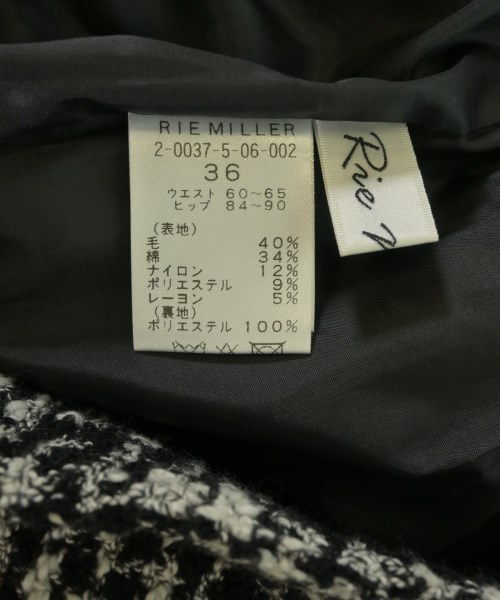 RIE MILLER
2-0037-5-06-002
36
ウエスト 60～65
ヒップ 84～90
(表地)
毛 40%
綿 34%
ナイロン 12%
ポリエステル 9%
レーヨン 5%
(裏地)
ポリエステル 100%
Rie